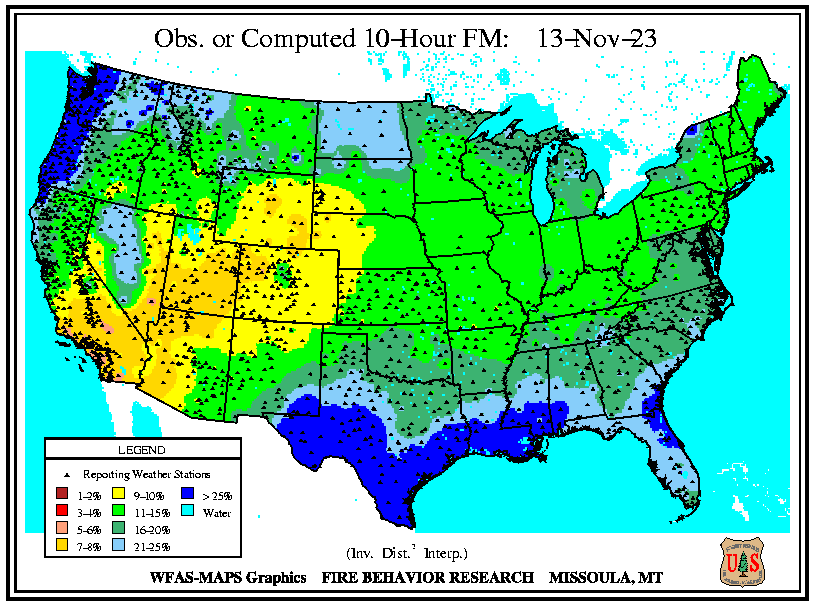 Obs. or Computed 10-Hour FM: 13-Nov-23
LEGEND
Reporting Weather Stations
1-2% 9-10% > 25%
3-4% 11-15% Water
5-6% 16-20%
7-8% 21-25%
(Inv. Dist.² Interp.)
WFAS-MAPS Graphics FIRE BEHAVIOR RESEARCH MISSOULA, MT
U S